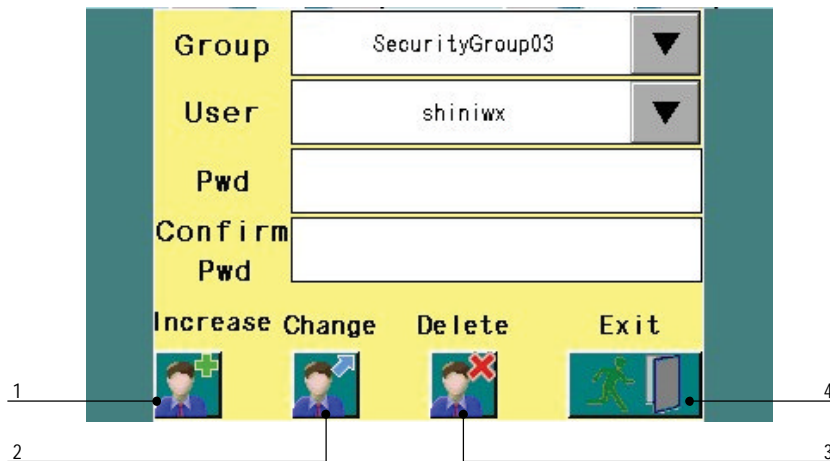 Group SecurityGroup03
User shiniwx
Pwd
Confirm
Pwd
Increase Change Delete Exit
1 4
2 3